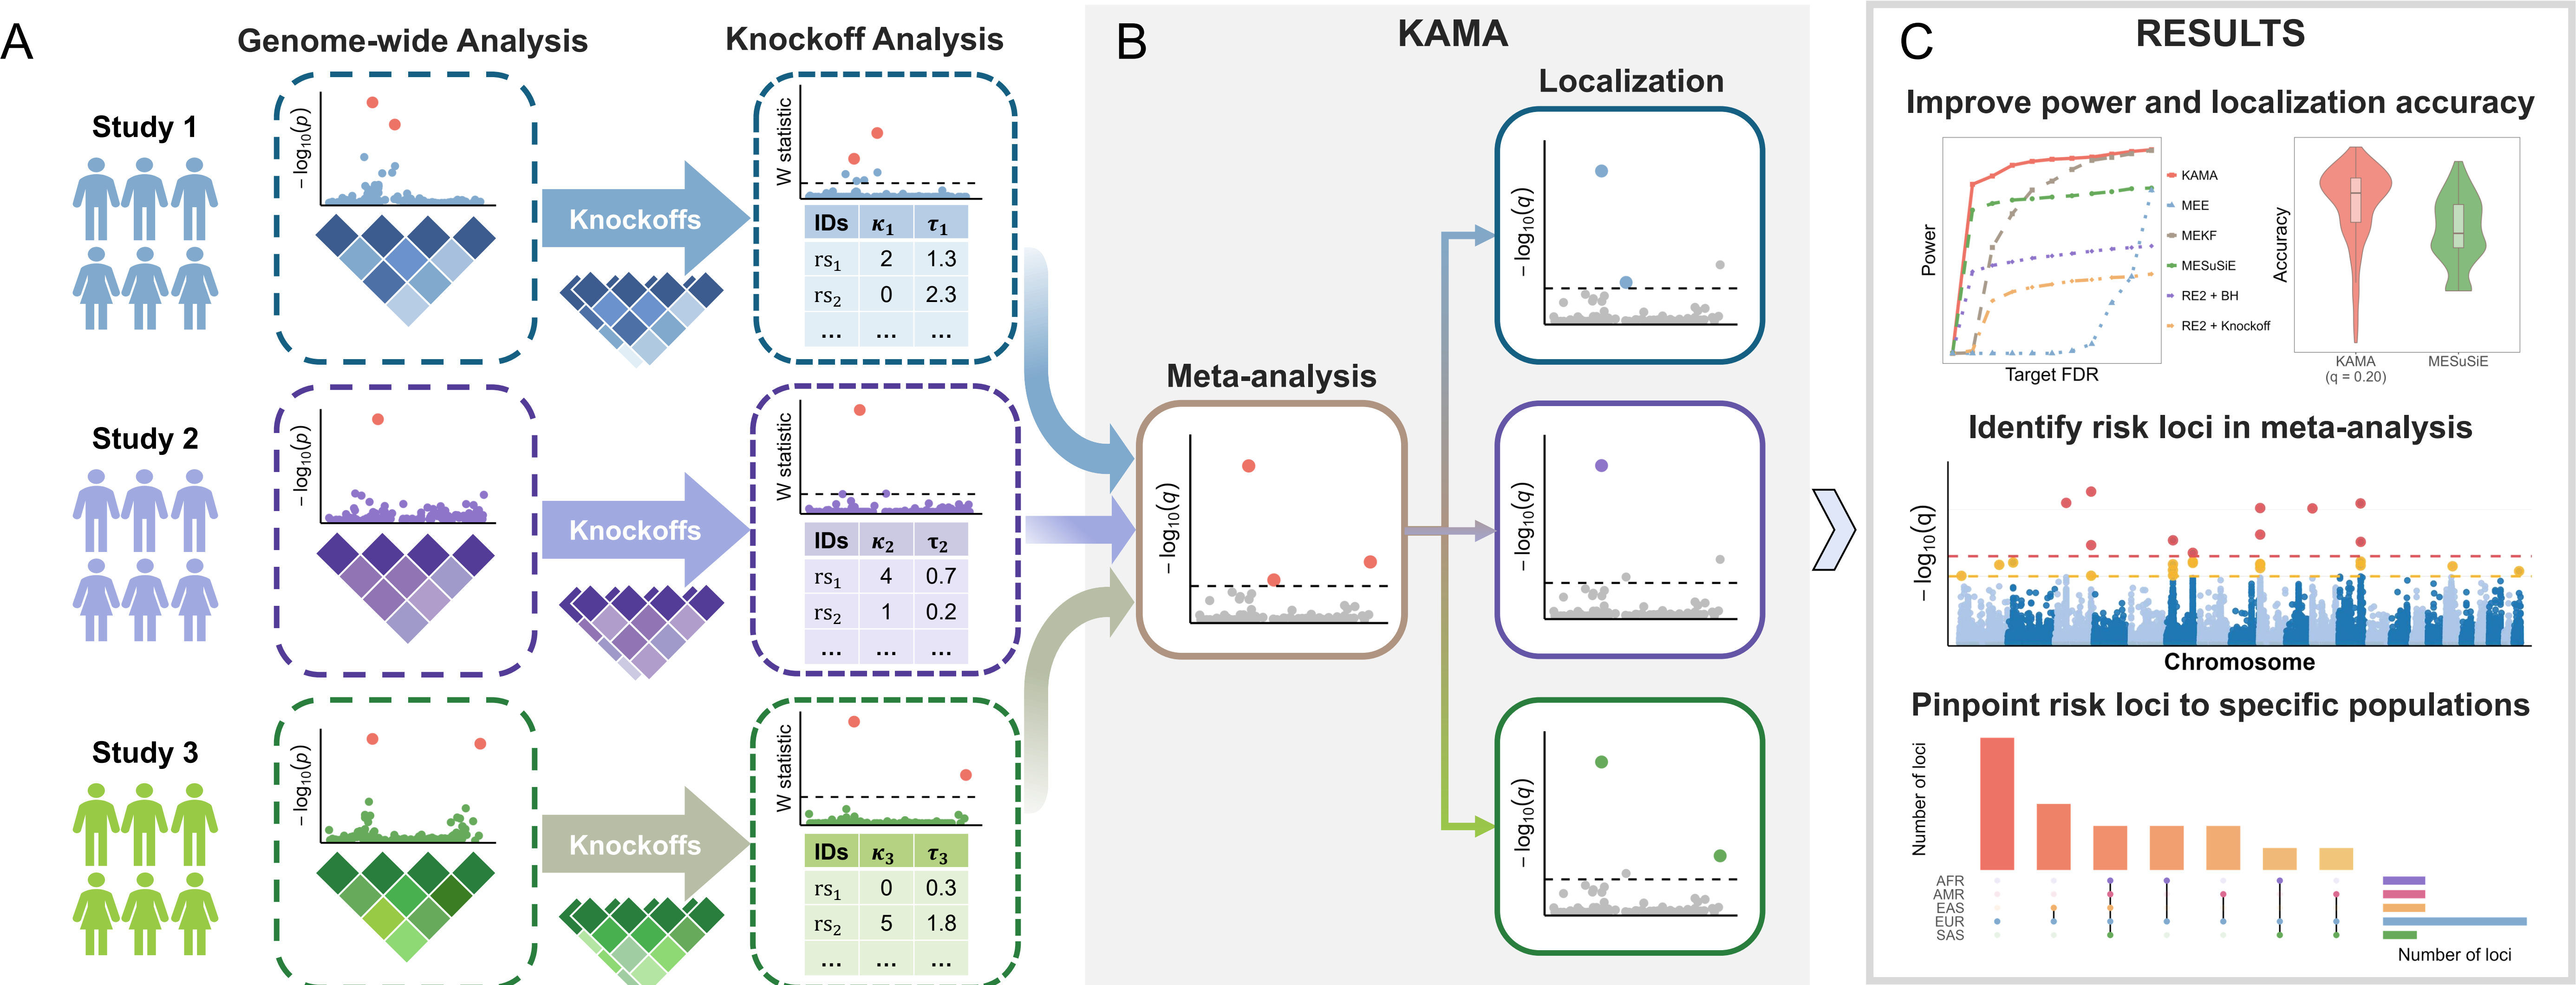 A
Genome-wide Analysis
Knockoff Analysis
Study 1
− log₁₀(p)
Knockoffs
W statistic
IDs κ₁ τ₁
rs₁ 2 1.3
rs₂ 0 2.3
... ... ...
Study 2
− log₁₀(p)
Knockoffs
W statistic
IDs κ₂ τ₂
rs₁ 4 0.7
rs₂ 1 0.2
... ... ...
Study 3
− log₁₀(p)
Knockoffs
W statistic
IDs κ₃ τ₃
rs₁ 0 0.3
rs₂ 5 1.8
... ... ...
B
KAMA
Meta-analysis
− log₁₀(q)
Localization
− log₁₀(q)
− log₁₀(q)
− log₁₀(q)
C
RESULTS
Improve power and localization accuracy
Power
Target FDR
KAMA
MEE
MEKF
MESuSiE
RE2 + BH
RE2 + Knockoff
Accuracy
KAMA
(q = 0.20)
MESuSiE
Identify risk loci in meta-analysis
− log₁₀(q)
Chromosome
Pinpoint risk loci to specific populations
Number of loci
AFR
AMR
EAS
EUR
SAS
Number of loci